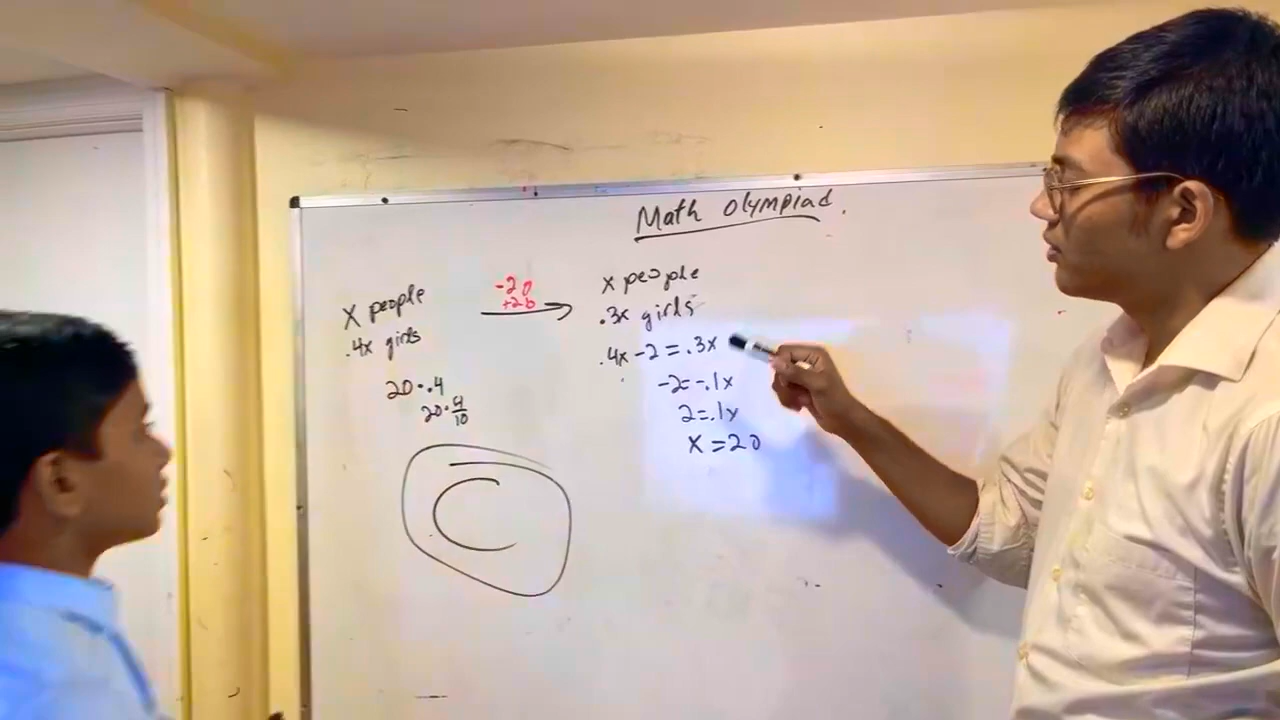 Math Olympiad.
X people
.4x girls
20 · .4
20 · 4/10
C
-2g
+2b
x people
.3x girls
.4x - 2 = .3x
-2 = -.1x
2 = .1x
x = 20